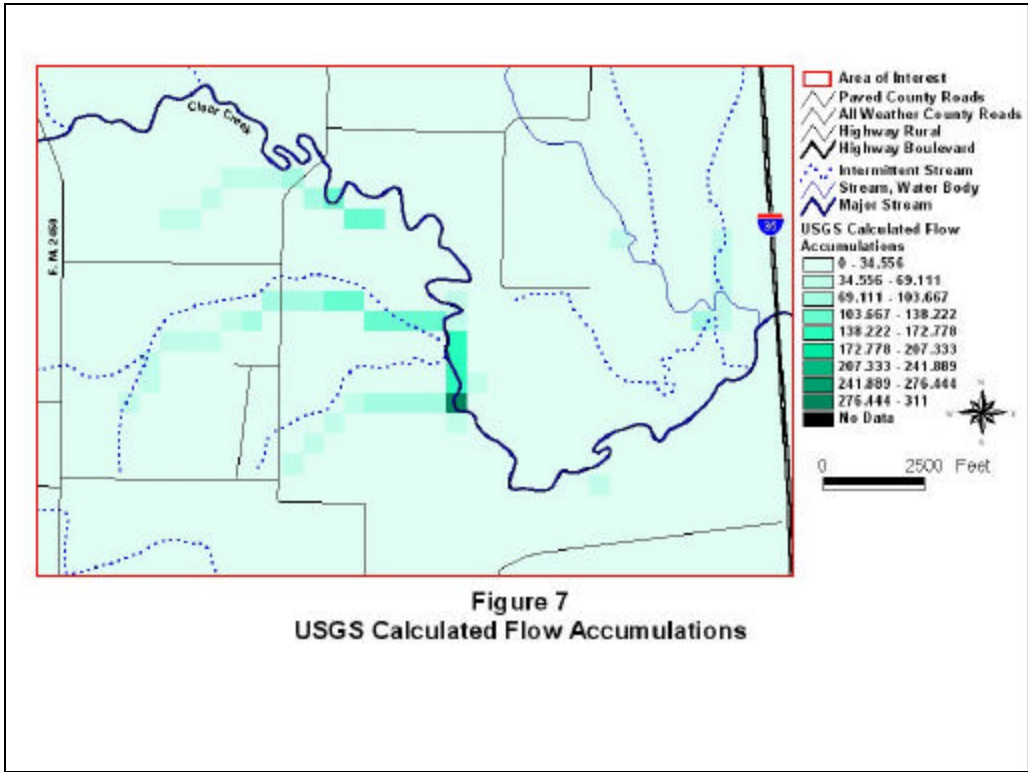 Clear Creek
35
Area of Interest
Paved County Roads
All Weather County Roads
Highway Rural
Highway Boulevard
Intermittent Stream
Stream, Water Body
Major Stream
USGS Calculated Flow
Accumulations
0 - 34.556
34.556 - 69.111
69.111 - 103.667
103.667 - 138.222
138.222 - 172.778
172.778 - 207.333
207.333 - 241.889
241.889 - 276.444
276.444 - 311
No Data
N
0 2500 Feet
Figure 7
USGS Calculated Flow Accumulations